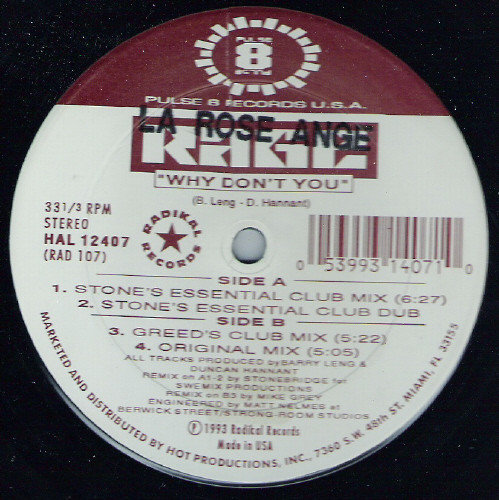 PULSE
8
PULSE 8 RECORDS U.S.A.
LA ROSE ANGE
RAGE
"WHY DON'T YOU"
(B. Leng - D. Hannant)
33 1/3 RPM
STEREO
HAL 12407
(RAD 107)
RADIKAL
RECORDS
0 53993 14071 0
SIDE A
1. STONE'S ESSENTIAL CLUB MIX (6:27)
2. STONE'S ESSENTIAL CLUB DUB
SIDE B
3. GREED'S CLUB MIX (5:22)
4. ORIGINAL MIX (5:05)
ALL TRACKS PRODUCED by BARRY LENG &
DUNCAN HANNANT
REMIX on A1-2 by STONEBRIDGE for
SWEMIX PRODUCTIONS
REMIX on B3 by MIKE GREY
ENGINEERED by MATT NELMES at
BERWICK STREET/STRONG ROOM STUDIOS
Ⓟ 1993 Radical Records
Made in USA
MARKETED AND DISTRIBUTED BY HOT PRODUCTIONS, INC., 7360 S.W. 48th ST. MIAMI, FL 33155